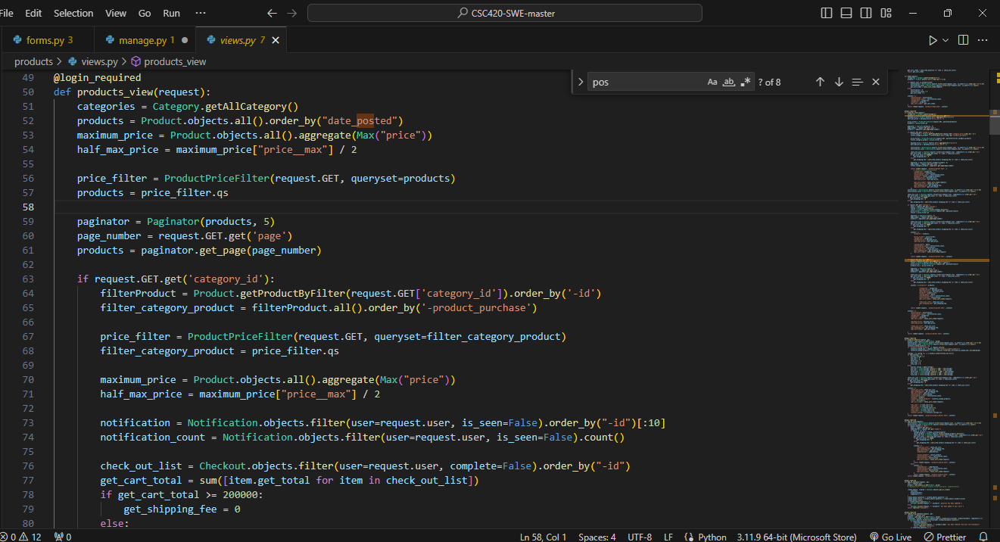 File Edit Selection View Go Run ··· CSC420-SWE-master
forms.py 3 manage.py 1 views.py 7
products > views.py > products_view
pos Aa ab .* ? of 8
49 @login_required
50 def products_view(request):
51 categories = Category.getAllCategory()
52 products = Product.objects.all().order_by("date_posted")
53 maximum_price = Product.objects.all().aggregate(Max("price"))
54 half_max_price = maximum_price["price__max"] / 2
55
56 price_filter = ProductPriceFilter(request.GET, queryset=products)
57 products = price_filter.qs
58
59 paginator = Paginator(products, 5)
60 page_number = request.GET.get('page')
61 products = paginator.get_page(page_number)
62
63 if request.GET.get('category_id'):
64 filterProduct = Product.getProductByFilter(request.GET['category_id']).order_by('-id')
65 filter_category_product = filterProduct.all().order_by('-product_purchase')
66
67 price_filter = ProductPriceFilter(request.GET, queryset=filter_category_product)
68 filter_category_product = price_filter.qs
69
70 maximum_price = Product.objects.all().aggregate(Max("price"))
71 half_max_price = maximum_price["price__max"] / 2
72
73 notification = Notification.objects.filter(user=request.user, is_seen=False).order_by("-id")[:10]
74 notification_count = Notification.objects.filter(user=request.user, is_seen=False).count()
75
76 check_out_list = Checkout.objects.filter(user=request.user, complete=False).order_by("-id")
77 get_cart_total = sum([item.get_total for item in check_out_list])
78 if get_cart_total >= 200000:
79 get_shipping_fee = 0
80 else:
0 12 0 Ln 58, Col 1 Spaces: 4 UTF-8 LF Python 3.11.9 64-bit (Microsoft Store) Go Live Prettier